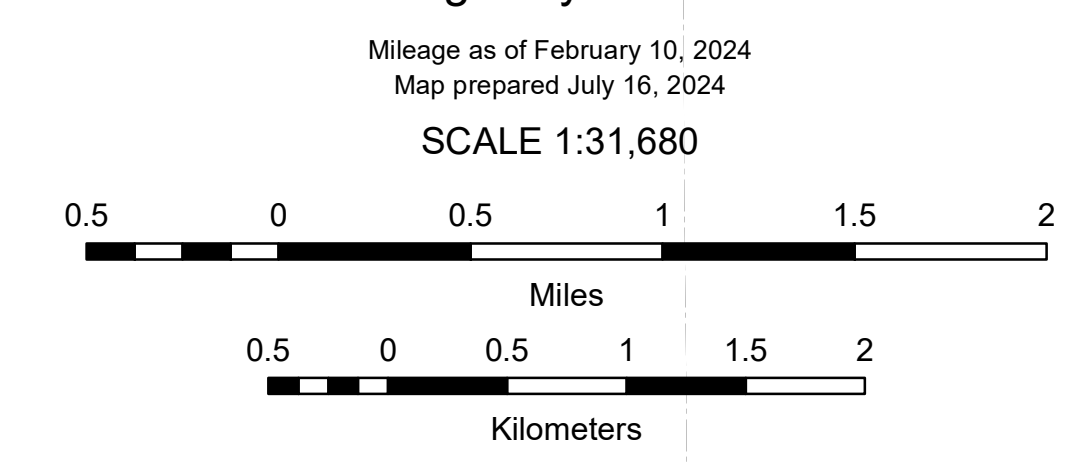 Mileage as of February 10, 2024
Map prepared July 16, 2024
SCALE 1:31,680
0.5 0 0.5 1 1.5 2
Miles
0.5 0 0.5 1 1.5 2
Kilometers